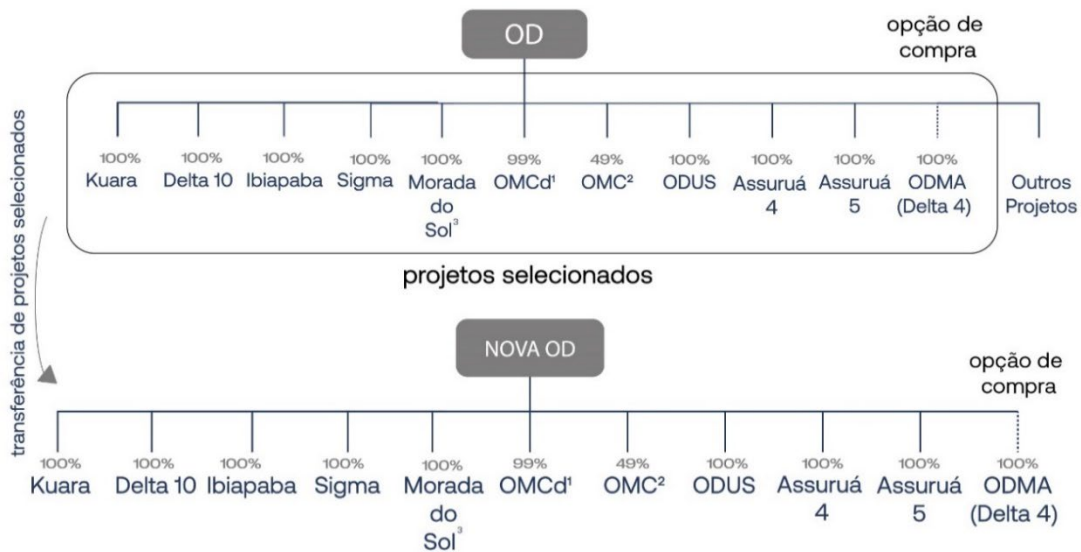 OD
opção de
compra
transferência de projetos selecionados
100% 100% 100% 100% 100% 99% 49% 100% 100% 100% 100%
Kuara Delta 10 Ibiapaba Sigma Morada OMCd¹ OMC² ODUS Assuruá Assuruá ODMA Outros
do 4 5 (Delta 4) Projetos
Sol³
projetos selecionados
NOVA OD
opção de
compra
100% 100% 100% 100% 100% 99% 49% 100% 100% 100% 100%
Kuara Delta 10 Ibiapaba Sigma Morada OMCd¹ OMC² ODUS Assuruá Assuruá ODMA
do 4 5 (Delta 4)
Sol³